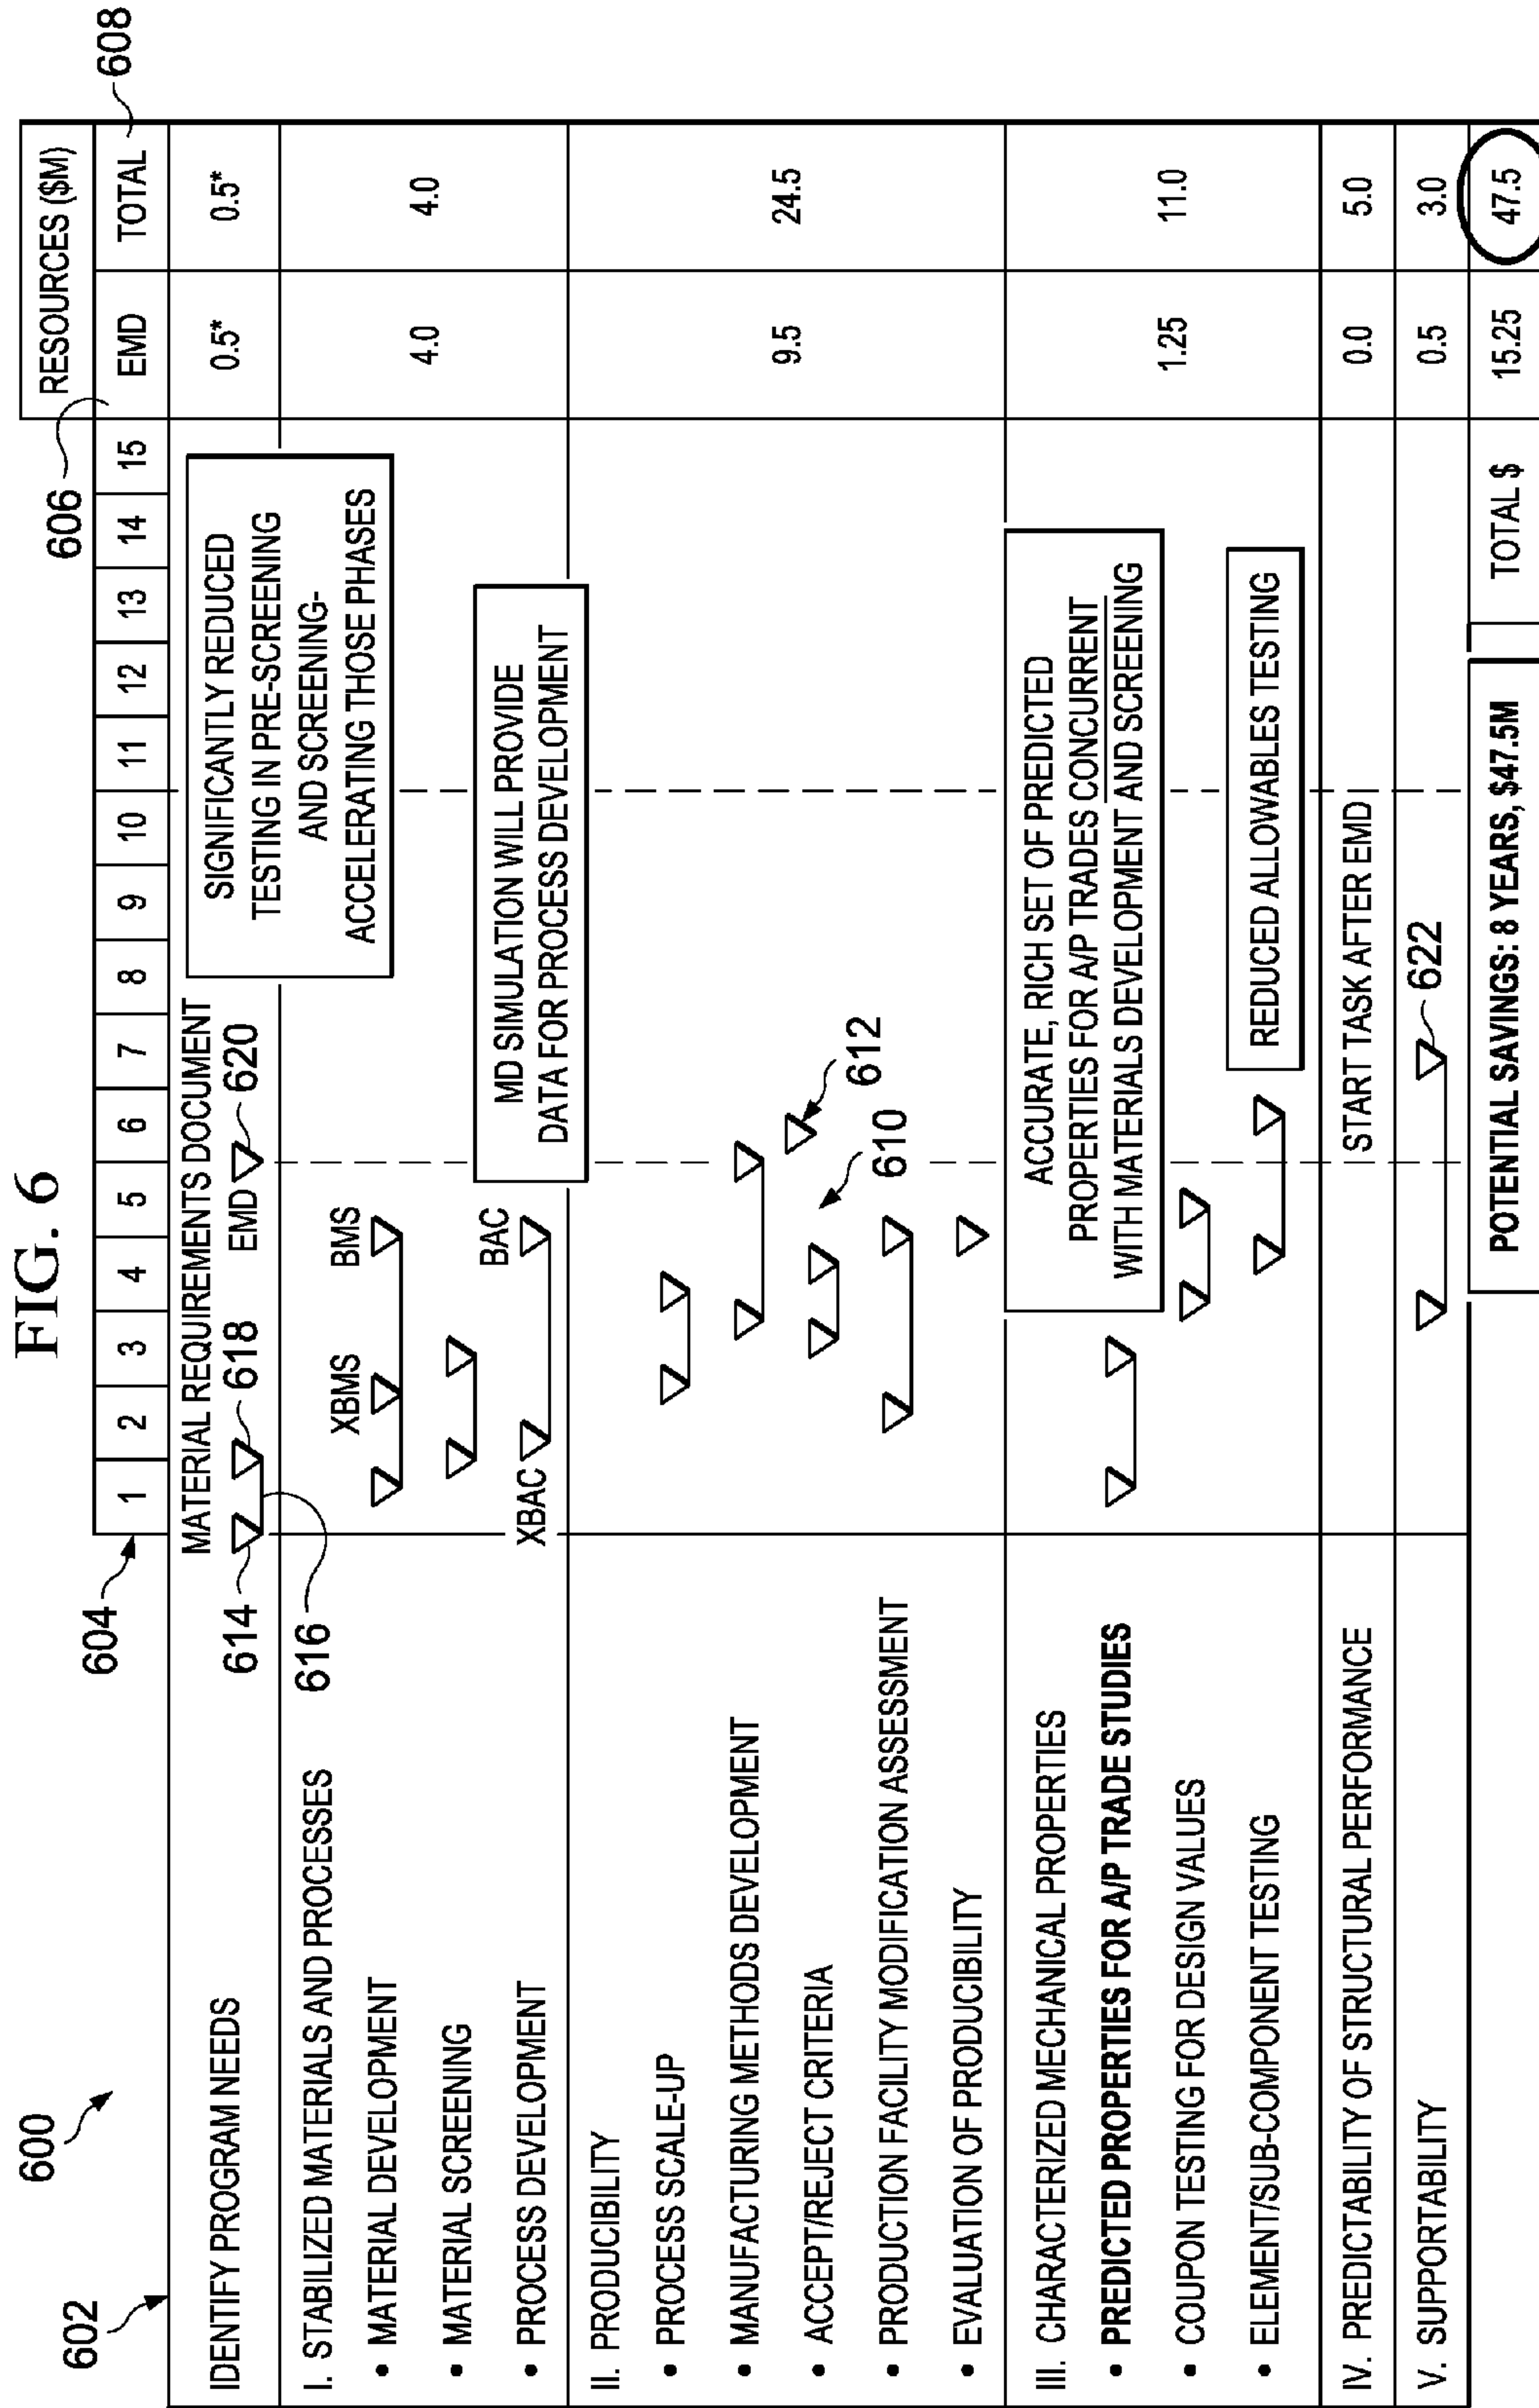 FIG. 6
600
602
604
606
608
RESOURCES ($M)
1 2 3 4 5 6 7 8 9 10 11 12 13 14 15 EMD TOTAL
MATERIAL REQUIREMENTS DOCUMENT
IDENTIFY PROGRAM NEEDS
614
616
618
EMD
620
0.5* 0.5*
SIGNIFICANTLY REDUCED
TESTING IN PRE-SCREENING
AND SCREENING-
ACCELERATING THOSE PHASES
I. STABILIZED MATERIALS AND PROCESSES
XBMS BMS
• MATERIAL DEVELOPMENT
4.0 4.0
• MATERIAL SCREENING
• PROCESS DEVELOPMENT
XBAC BAC
MD SIMULATION WILL PROVIDE
DATA FOR PROCESS DEVELOPMENT
II. PRODUCIBILITY
• PROCESS SCALE-UP
• MANUFACTURING METHODS DEVELOPMENT
9.5 24.5
612
• ACCEPT/REJECT CRITERIA
610
• PRODUCTION FACILITY MODIFICATION ASSESSMENT
• EVALUATION OF PRODUCIBILITY
III. CHARACTERIZED MECHANICAL PROPERTIES
ACCURATE, RICH SET OF PREDICTED
PROPERTIES FOR A/P TRADES CONCURRENT
WITH MATERIALS DEVELOPMENT AND SCREENING
• PREDICTED PROPERTIES FOR A/P TRADE STUDIES
1.25 11.0
• COUPON TESTING FOR DESIGN VALUES
• ELEMENT/SUB-COMPONENT TESTING
REDUCED ALLOWABLES TESTING
IV. PREDICTABILITY OF STRUCTURAL PERFORMANCE
START TASK AFTER EMD
0.0 5.0
V. SUPPORTABILITY
622
0.5 3.0
POTENTIAL SAVINGS: 8 YEARS, $47.5M
TOTAL $ 15.25 47.5